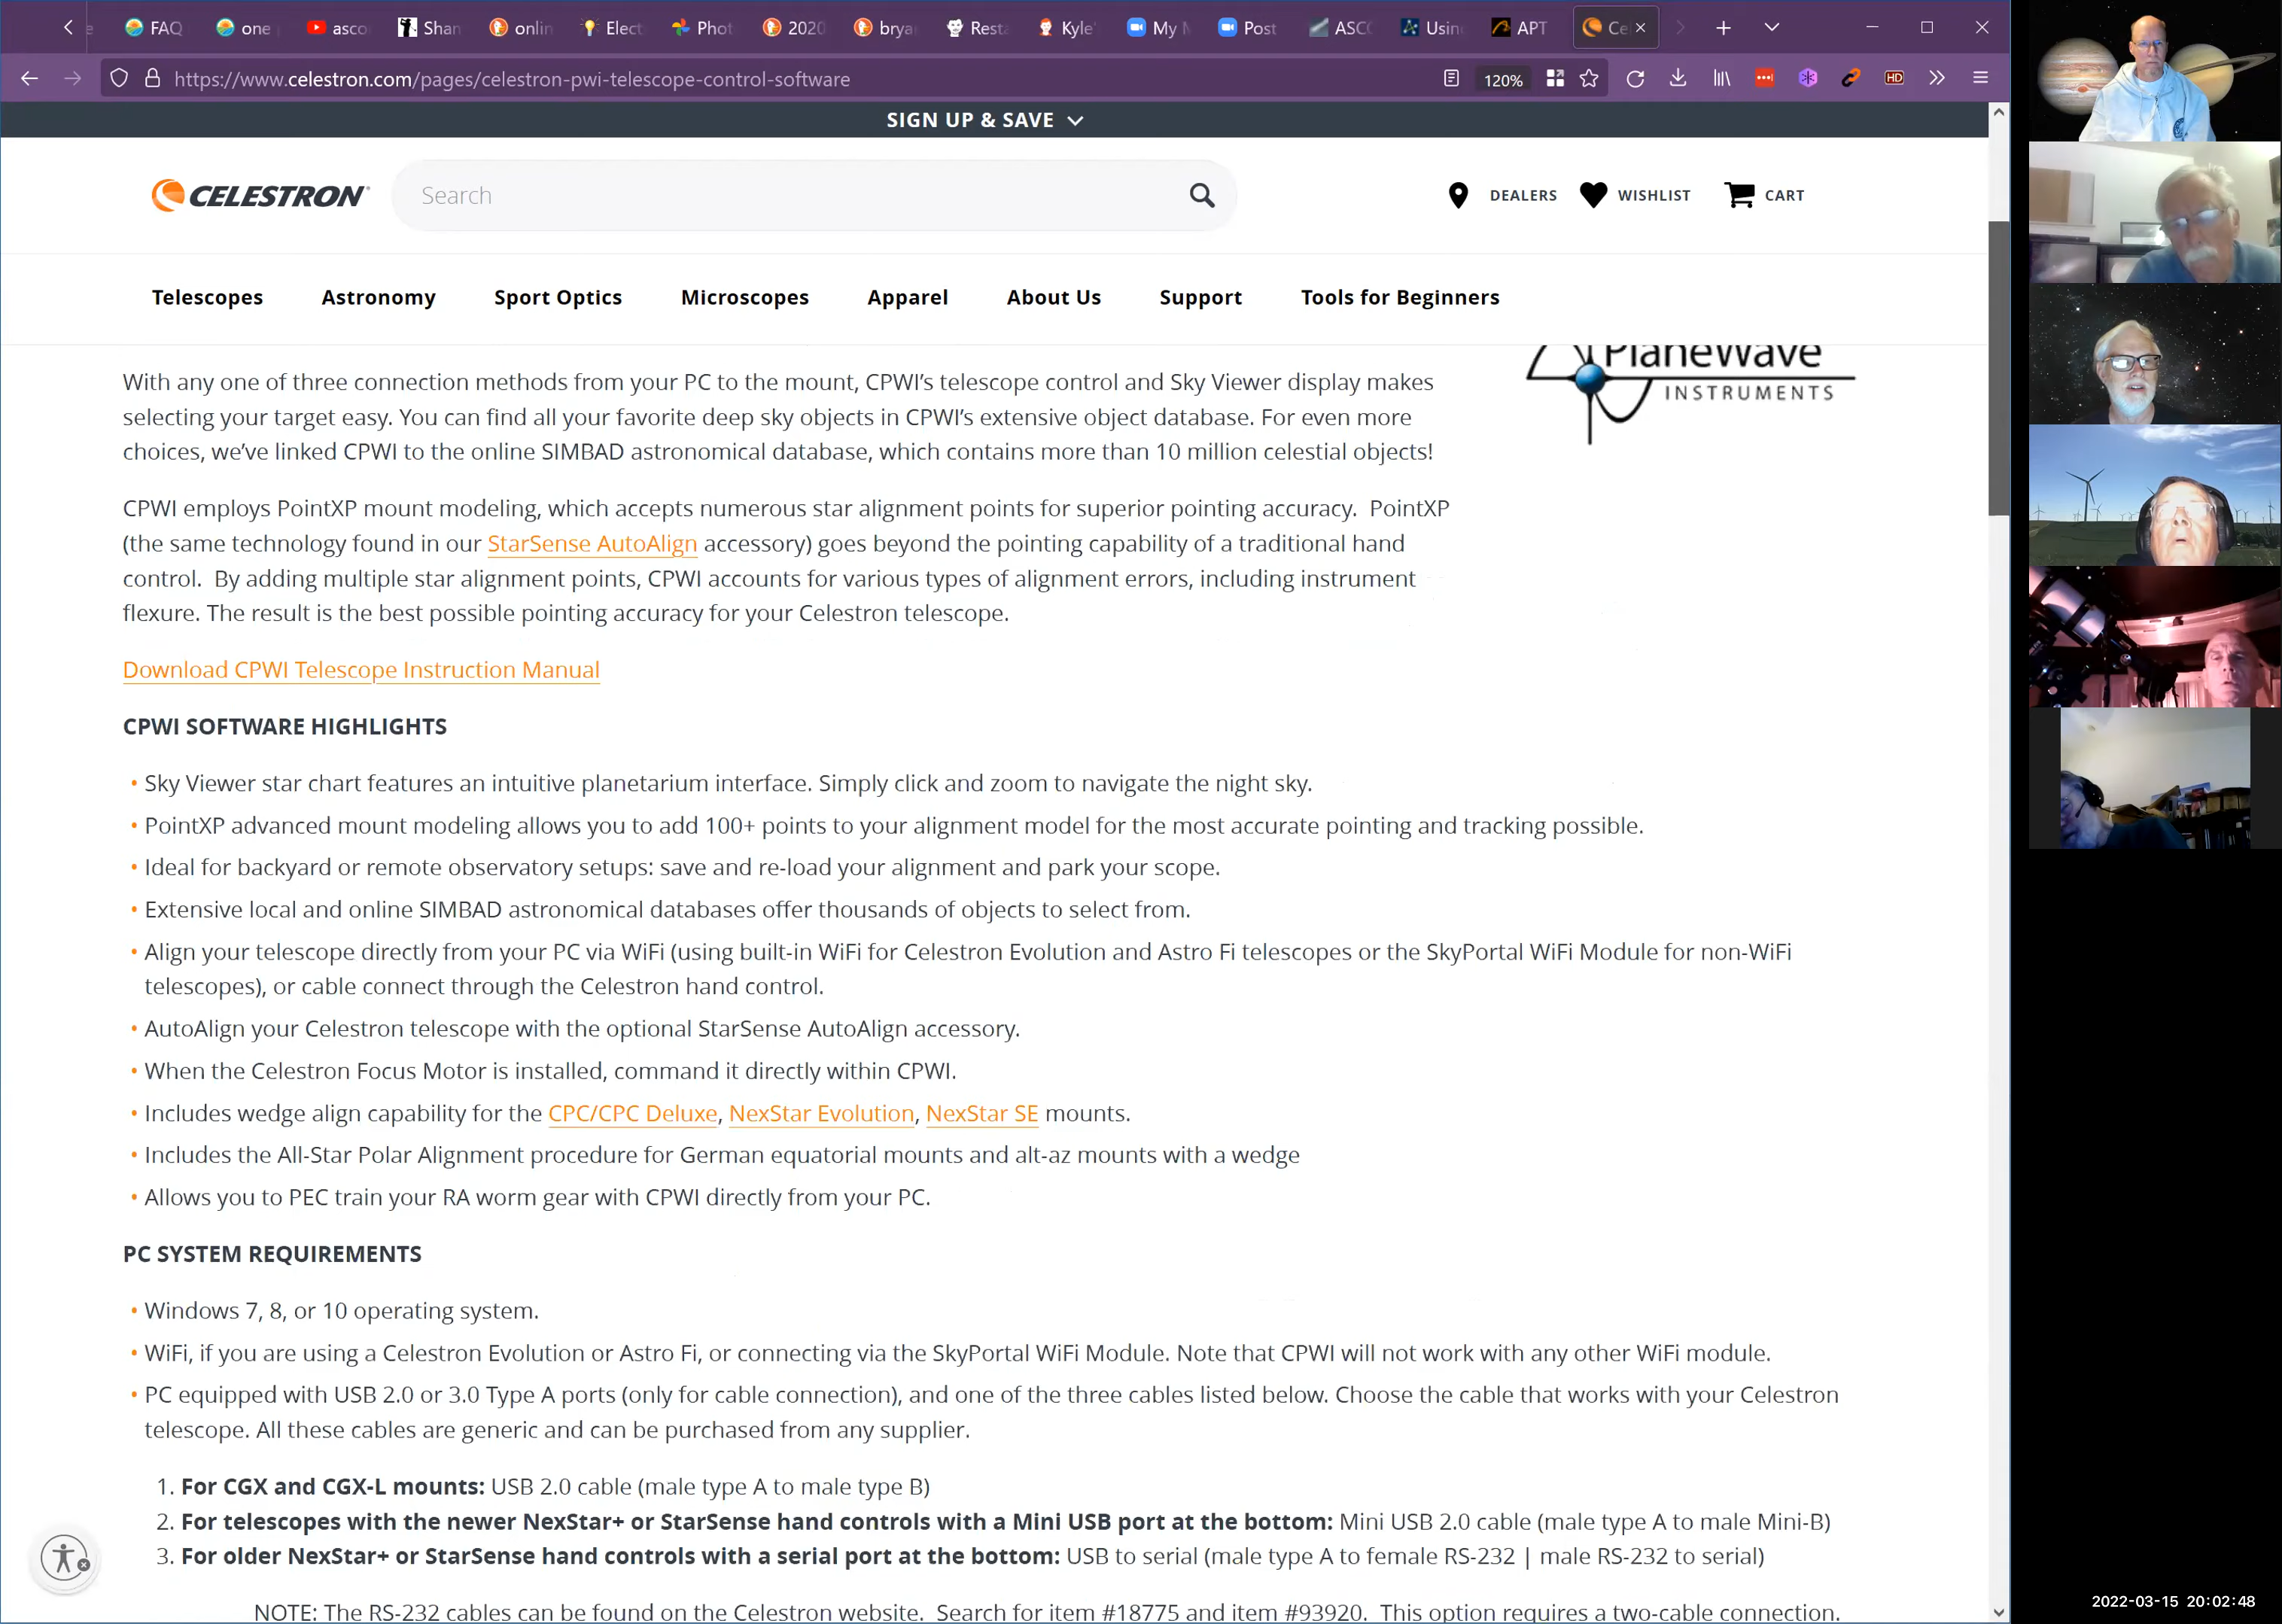 FAQ one asco Shan onlin Elect Phot 2020 brya Resta Kyle' My M Post ASCO Usin APT Ce
https://www.celestron.com/pages/celestron-pwi-telescope-control-software 120% HD
SIGN UP & SAVE
CELESTRON Search DEALERS WISHLIST CART
Telescopes Astronomy Sport Optics Microscopes Apparel About Us Support Tools for Beginners
PlaneWave
INSTRUMENTS
With any one of three connection methods from your PC to the mount, CPWI's telescope control and Sky Viewer display makes
selecting your target easy. You can find all your favorite deep sky objects in CPWI's extensive object database. For even more
choices, we've linked CPWI to the online SIMBAD astronomical database, which contains more than 10 million celestial objects!
CPWI employs PointXP mount modeling, which accepts numerous star alignment points for superior pointing accuracy. PointXP
(the same technology found in our StarSense AutoAlign accessory) goes beyond the pointing capability of a traditional hand
control. By adding multiple star alignment points, CPWI accounts for various types of alignment errors, including instrument
flexure. The result is the best possible pointing accuracy for your Celestron telescope.
Download CPWI Telescope Instruction Manual
CPWI SOFTWARE HIGHLIGHTS
• Sky Viewer star chart features an intuitive planetarium interface. Simply click and zoom to navigate the night sky.
• PointXP advanced mount modeling allows you to add 100+ points to your alignment model for the most accurate pointing and tracking possible.
• Ideal for backyard or remote observatory setups: save and re-load your alignment and park your scope.
• Extensive local and online SIMBAD astronomical databases offer thousands of objects to select from.
• Align your telescope directly from your PC via WiFi (using built-in WiFi for Celestron Evolution and Astro Fi telescopes or the SkyPortal WiFi Module for non-WiFi
telescopes), or cable connect through the Celestron hand control.
• AutoAlign your Celestron telescope with the optional StarSense AutoAlign accessory.
• When the Celestron Focus Motor is installed, command it directly within CPWI.
• Includes wedge align capability for the CPC/CPC Deluxe, NexStar Evolution, NexStar SE mounts.
• Includes the All-Star Polar Alignment procedure for German equatorial mounts and alt-az mounts with a wedge
• Allows you to PEC train your RA worm gear with CPWI directly from your PC.
PC SYSTEM REQUIREMENTS
• Windows 7, 8, or 10 operating system.
• WiFi, if you are using a Celestron Evolution or Astro Fi, or connecting via the SkyPortal WiFi Module. Note that CPWI will not work with any other WiFi module.
• PC equipped with USB 2.0 or 3.0 Type A ports (only for cable connection), and one of the three cables listed below. Choose the cable that works with your Celestron
telescope. All these cables are generic and can be purchased from any supplier.
1. For CGX and CGX-L mounts: USB 2.0 cable (male type A to male type B)
2. For telescopes with the newer NexStar+ or StarSense hand controls with a Mini USB port at the bottom: Mini USB 2.0 cable (male type A to male Mini-B)
3. For older NexStar+ or StarSense hand controls with a serial port at the bottom: USB to serial (male type A to female RS-232 | male RS-232 to serial)
NOTE: The RS-232 cables can be found on the Celestron website. Search for item #18775 and item #93920. This option requires a two-cable connection.
2022-03-15 20:02:48